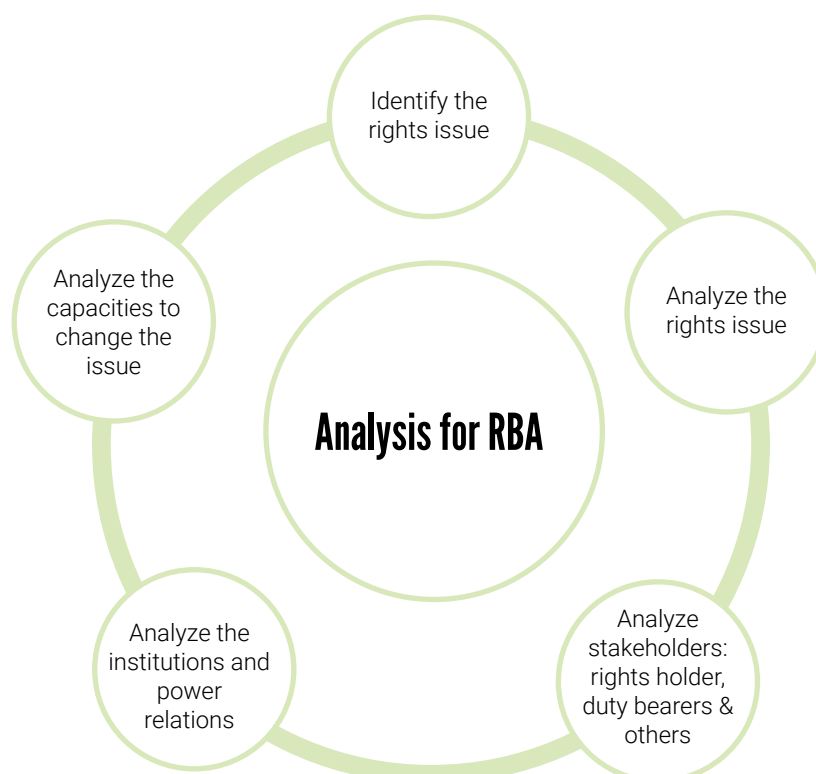 Identify the
rights issue
Analyze the
rights issue
Analyze
stakeholders:
rights holder,
duty bearers &
others
Analyze the
institutions and
power
relations
Analyze the
capacities to
change the
issue
Analysis for RBA